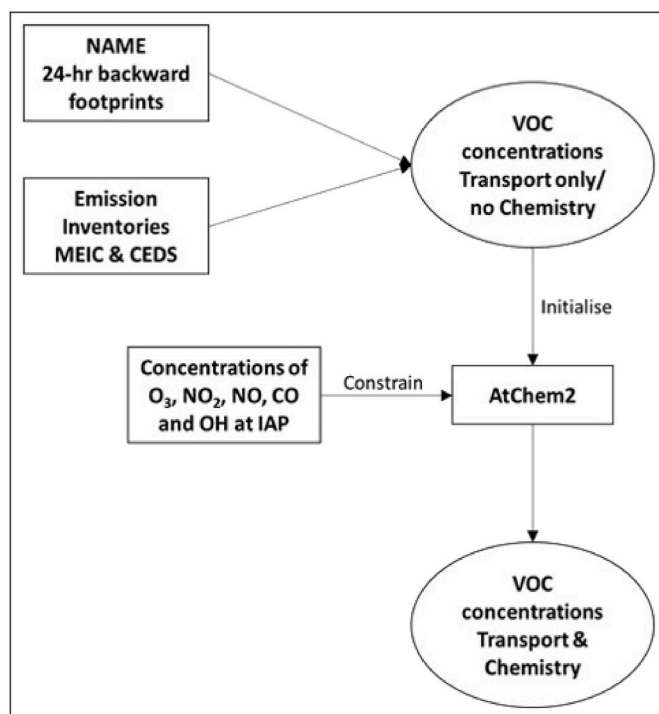 NAME
24-hr backward
footprints
VOC
concentrations
Transport only/
no Chemistry
Emission
Inventories
MEIC & CEDS
Initialise
Concentrations of
O₃, NO₂, NO, CO
and OH at IAP
Constrain
AtChem2
VOC
concentrations
Transport &
Chemistry